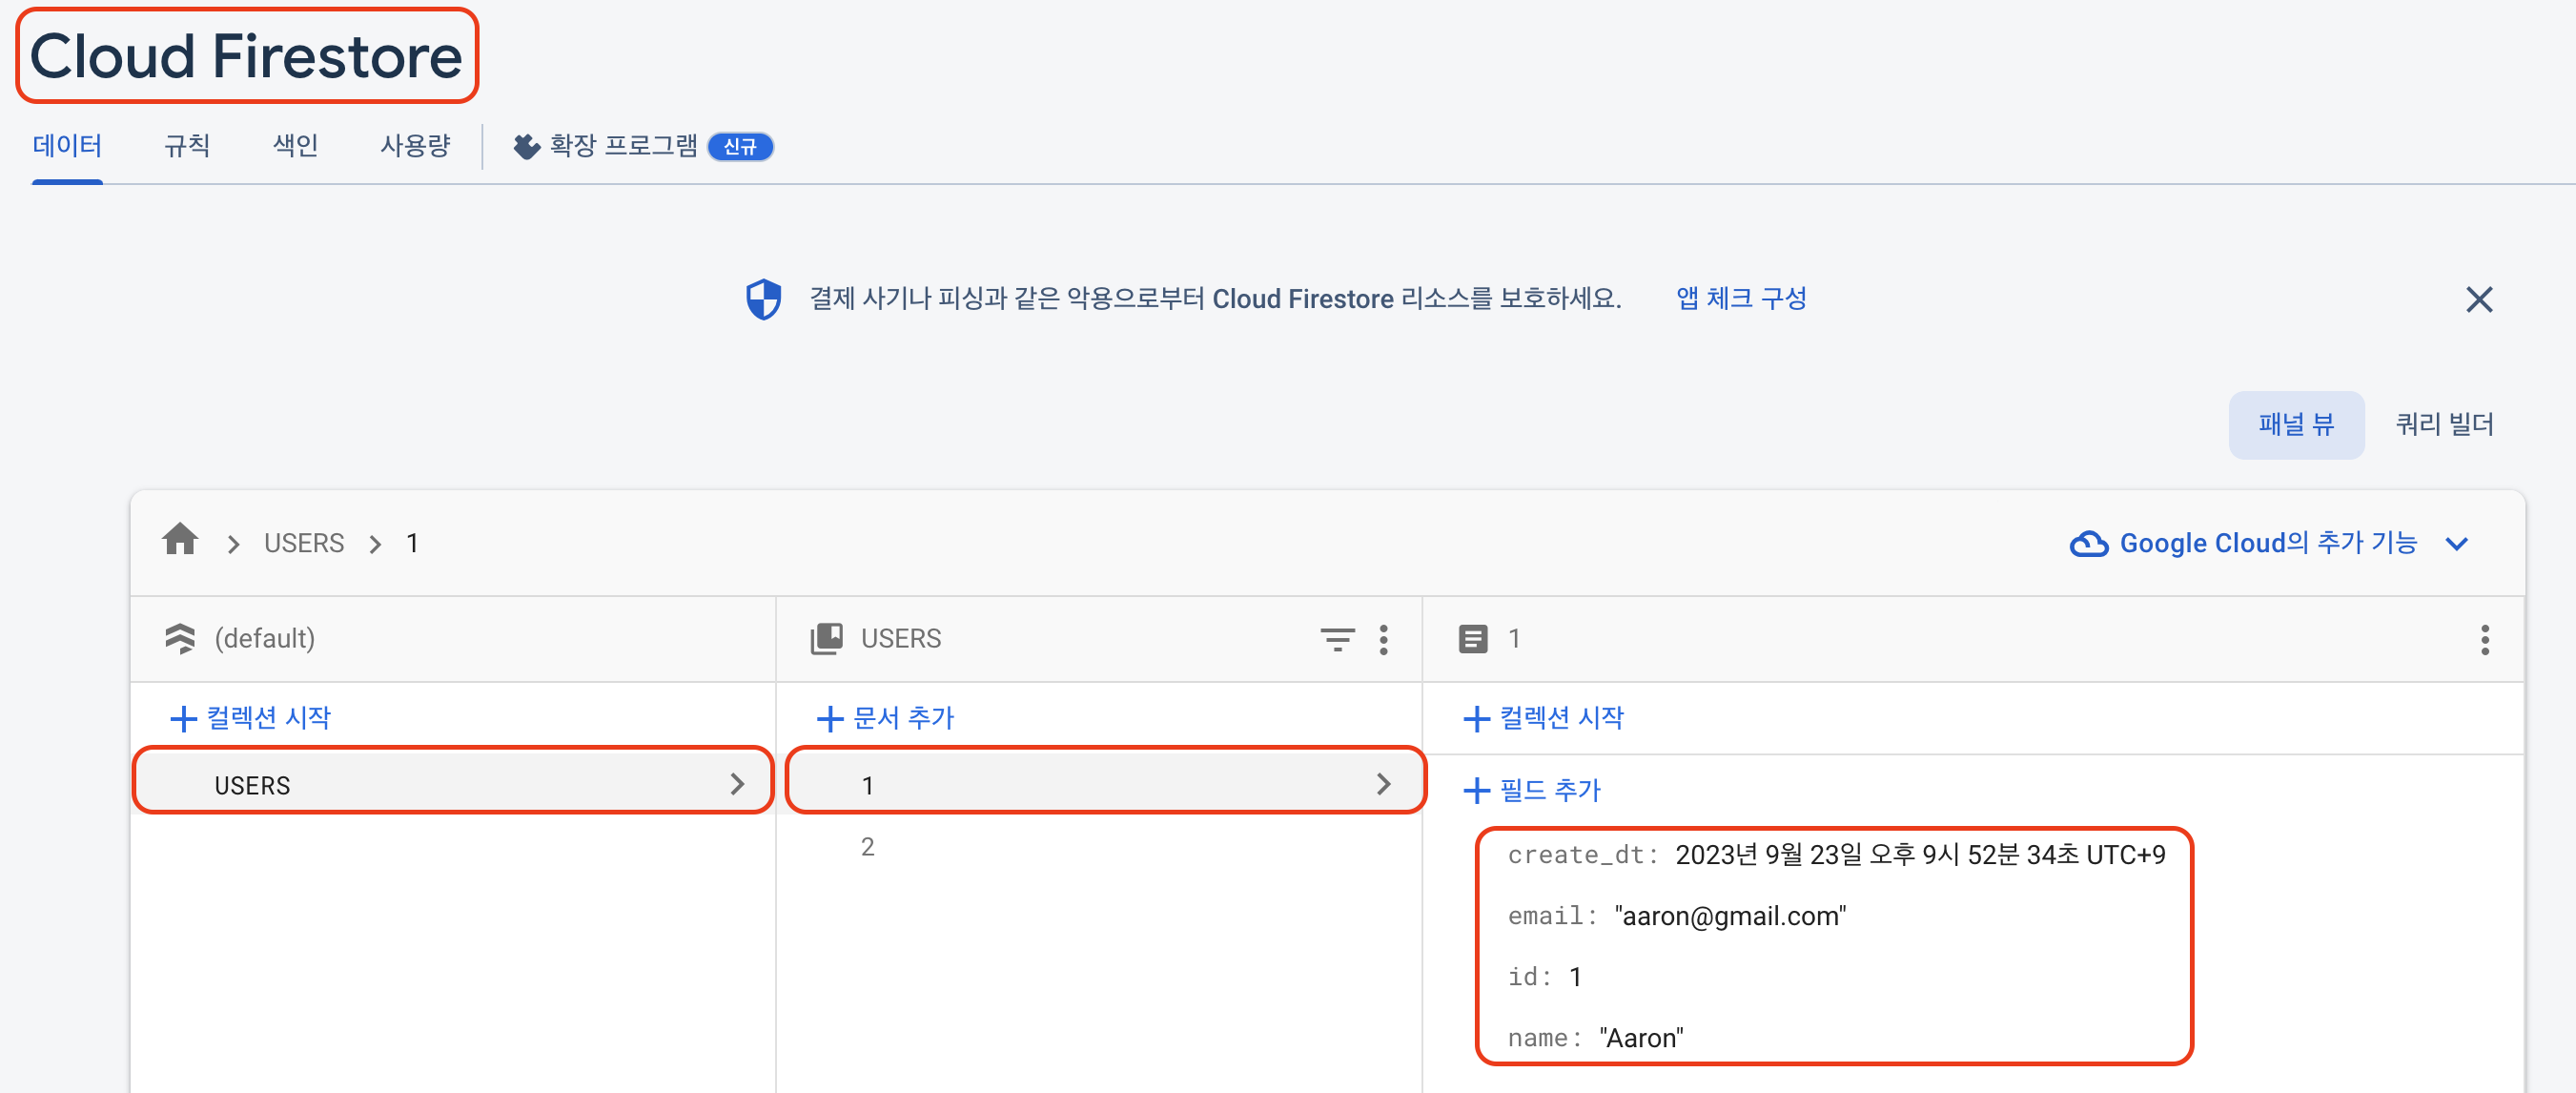 Cloud Firestore
데이터 규칙 색인 사용량 확장 프로그램 신규
결제 사기나 피싱과 같은 악용으로부터 Cloud Firestore 리소스를 보호하세요. 앱 체크 구성
패널 뷰 쿼리 빌더
USERS 1 Google Cloud의 추가 기능
(default) USERS 1
컬렉션 시작 문서 추가 컬렉션 시작
USERS 1 필드 추가
2
create_dt: 2023년 9월 23일 오후 9시 52분 34초 UTC+9
email: "aaron@gmail.com"
id: 1
name: "Aaron"